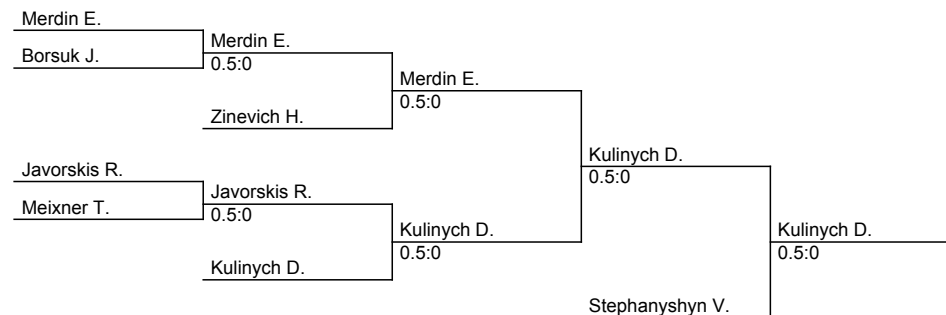 Merdin E.
Borsuk J.
Merdin E.
0.5:0
Merdin E.
0.5:0
Zinevich H.
Kulinych D.
0.5:0
Javorskis R.
Meixner T.
Javorskis R.
0.5:0
Kulinych D.
0.5:0
Kulinych D.
Kulinych D.
0.5:0
Stephanyshyn V.